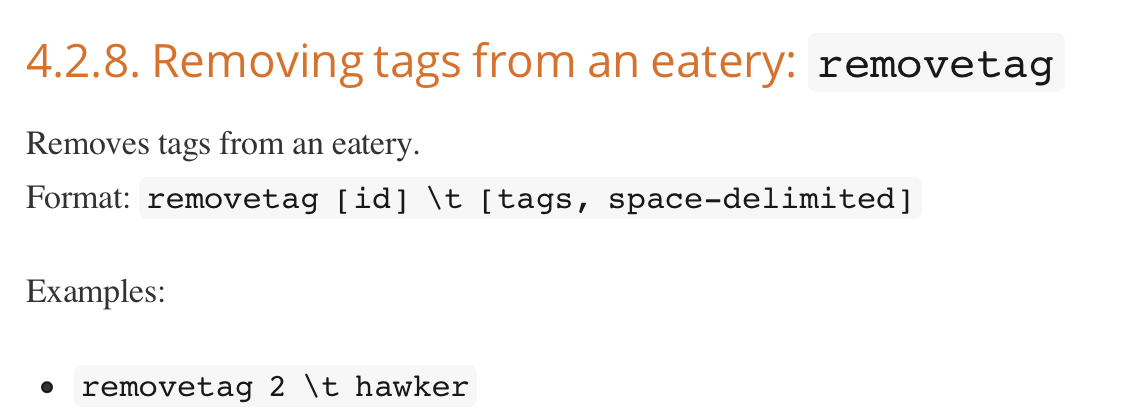 4.2.8. Removing tags from an eatery: removetag
Removes tags from an eatery.
Format: removetag [id] \t [tags, space-delimited]
Examples:
removetag 2 \t hawker